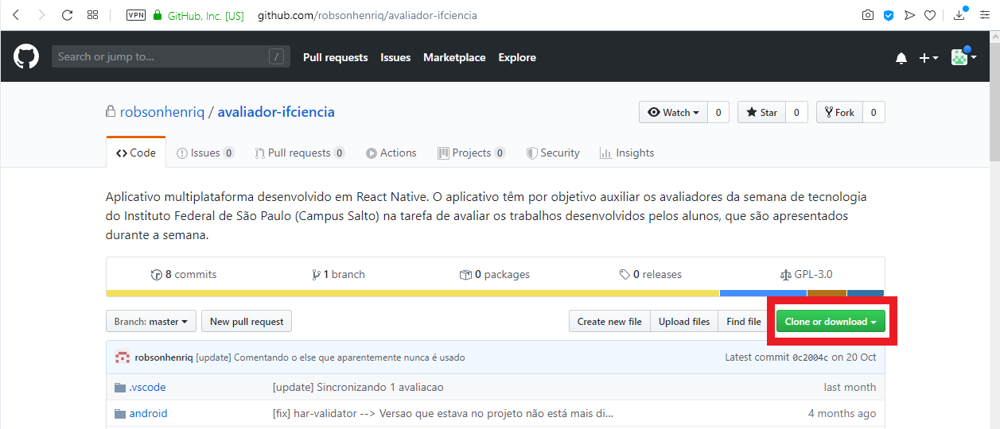 VPN GitHub, Inc. [US] github.com/robsonhenriq/avaliador-ifciencia
Search or jump to... / Pull requests Issues Marketplace Explore
robsonhenriq / avaliador-ifciencia Watch 0 Star 0 Fork 0
Code Issues 0 Pull requests 0 Actions Projects 0 Security Insights
Aplicativo multiplataforma desenvolvido em React Native. O aplicativo têm por objetivo auxiliar os avaliadores da semana de tecnologia
do Instituto Federal de São Paulo (Campus Salto) na tarefa de avaliar os trabalhos desenvolvidos pelos alunos, que são apresentados
durante a semana.
8 commits 1 branch 0 packages 0 releases GPL-3.0
Branch: master New pull request Create new file Upload files Find file Clone or download
robsonhenriq [update] Comentando o else que aparentemente nunca é usado Latest commit 0c2004c on 20 Oct
.vscode [update] Sincronizando 1 avaliacao last month
android [fix] har-validator --> Versao que estava no projeto não está mais di... 4 months ago